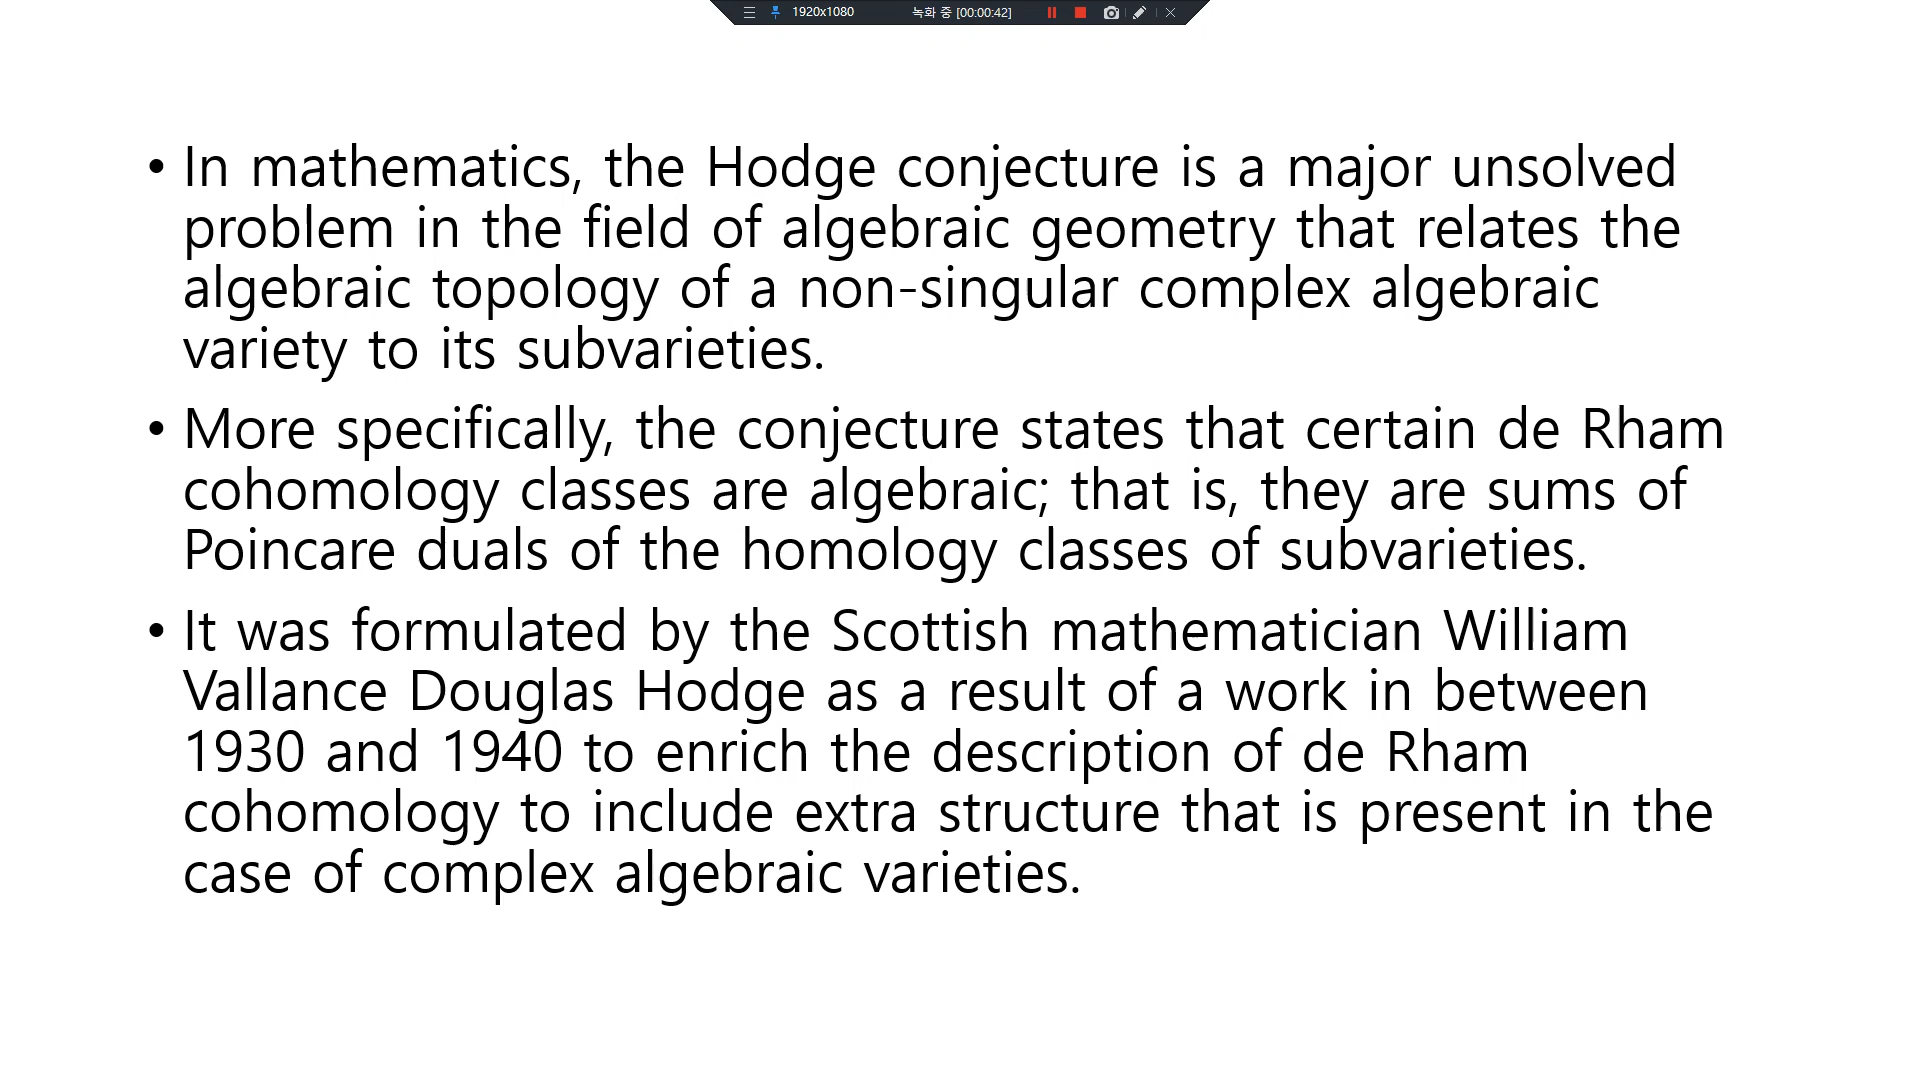 1920x1080 녹화 중 [00:00:42]
• In mathematics, the Hodge conjecture is a major unsolved
problem in the field of algebraic geometry that relates the
algebraic topology of a non-singular complex algebraic
variety to its subvarieties.
• More specifically, the conjecture states that certain de Rham
cohomology classes are algebraic; that is, they are sums of
Poincare duals of the homology classes of subvarieties.
• It was formulated by the Scottish mathematician William
Vallance Douglas Hodge as a result of a work in between
1930 and 1940 to enrich the description of de Rham
cohomology to include extra structure that is present in the
case of complex algebraic varieties.